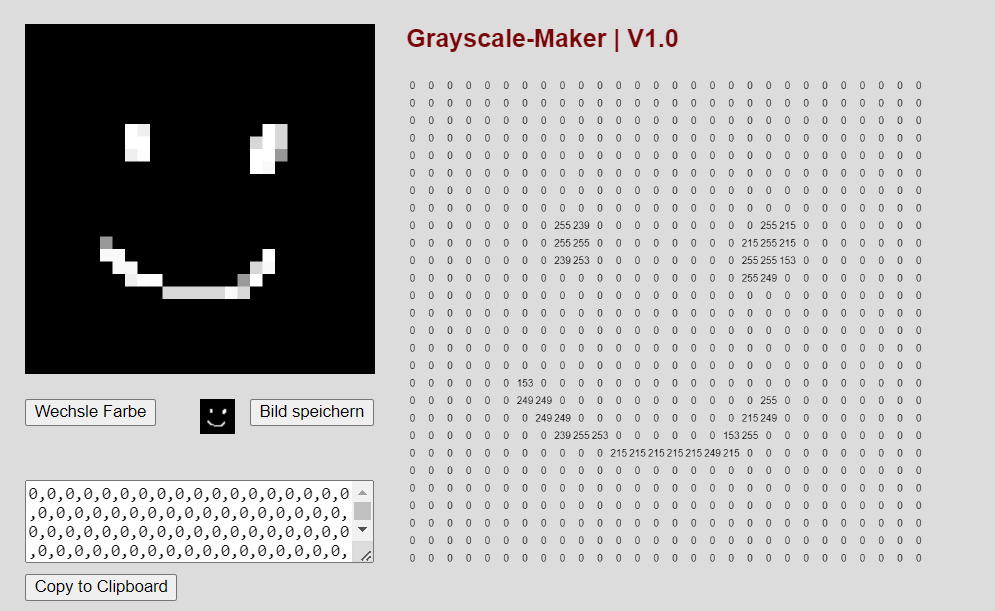 Grayscale-Maker | V1.0
0 0 0 0 0 0 0 0 0 0 0 0 0 0 0 0 0 0 0 0 0 0 0 0 0 0 0 0
0 0 0 0 0 0 0 0 0 0 0 0 0 0 0 0 0 0 0 0 0 0 0 0 0 0 0 0
0 0 0 0 0 0 0 0 0 0 0 0 0 0 0 0 0 0 0 0 0 0 0 0 0 0 0 0
0 0 0 0 0 0 0 0 0 0 0 0 0 0 0 0 0 0 0 0 0 0 0 0 0 0 0 0
0 0 0 0 0 0 0 0 0 0 0 0 0 0 0 0 0 0 0 0 0 0 0 0 0 0 0 0
0 0 0 0 0 0 0 0 0 0 0 0 0 0 0 0 0 0 0 0 0 0 0 0 0 0 0 0
0 0 0 0 0 0 0 0 0 0 0 0 0 0 0 0 0 0 0 0 0 0 0 0 0 0 0 0
0 0 0 0 0 0 0 0 0 0 0 0 0 0 0 0 0 0 0 0 0 0 0 0 0 0 0 0
0 0 0 0 0 0 0 0 255 239 0 0 0 0 0 0 0 0 0 255 215 0 0 0 0 0 0 0
0 0 0 0 0 0 0 0 255 255 0 0 0 0 0 0 0 0 215 255 215 0 0 0 0 0 0 0
0 0 0 0 0 0 0 0 239 253 0 0 0 0 0 0 0 0 255 255 153 0 0 0 0 0 0 0
0 0 0 0 0 0 0 0 0 0 0 0 0 0 0 0 0 0 255 249 0 0 0 0 0 0 0 0
0 0 0 0 0 0 0 0 0 0 0 0 0 0 0 0 0 0 0 0 0 0 0 0 0 0 0 0
0 0 0 0 0 0 0 0 0 0 0 0 0 0 0 0 0 0 0 0 0 0 0 0 0 0 0 0
0 0 0 0 0 0 0 0 0 0 0 0 0 0 0 0 0 0 0 0 0 0 0 0 0 0 0 0
0 0 0 0 0 0 0 0 0 0 0 0 0 0 0 0 0 0 0 0 0 0 0 0 0 0 0 0
0 0 0 0 0 0 0 0 0 0 0 0 0 0 0 0 0 0 0 0 0 0 0 0 0 0 0 0
0 0 0 0 0 0 153 0 0 0 0 0 0 0 0 0 0 0 0 0 0 0 0 0 0 0 0 0
0 0 0 0 0 0 249 249 0 0 0 0 0 0 0 0 0 0 0 255 0 0 0 0 0 0 0 0
0 0 0 0 0 0 0 249 249 0 0 0 0 0 0 0 0 0 215 249 0 0 0 0 0 0 0 0
0 0 0 0 0 0 0 0 239 255 253 0 0 0 0 0 0 153 255 0 0 0 0 0 0 0 0 0
0 0 0 0 0 0 0 0 0 0 0 215 215 215 215 215 249 215 0 0 0 0 0 0 0 0 0 0
0 0 0 0 0 0 0 0 0 0 0 0 0 0 0 0 0 0 0 0 0 0 0 0 0 0 0 0
0 0 0 0 0 0 0 0 0 0 0 0 0 0 0 0 0 0 0 0 0 0 0 0 0 0 0 0
0 0 0 0 0 0 0 0 0 0 0 0 0 0 0 0 0 0 0 0 0 0 0 0 0 0 0 0
0 0 0 0 0 0 0 0 0 0 0 0 0 0 0 0 0 0 0 0 0 0 0 0 0 0 0 0
0 0 0 0 0 0 0 0 0 0 0 0 0 0 0 0 0 0 0 0 0 0 0 0 0 0 0 0
0 0 0 0 0 0 0 0 0 0 0 0 0 0 0 0 0 0 0 0 0 0 0 0 0 0 0 0
Wechsle Farbe
Bild speichern
0,0,0,0,0,0,0,0,0,0,0,0,0,0,0,0,0,0
,0,0,0,0,0,0,0,0,0,0,0,0,0,0,0,0,0,
0,0,0,0,0,0,0,0,0,0,0,0,0,0,0,0,0,0
,0,0,0,0,0,0,0,0,0,0,0,0,0,0,0,0,0,
Copy to Clipboard